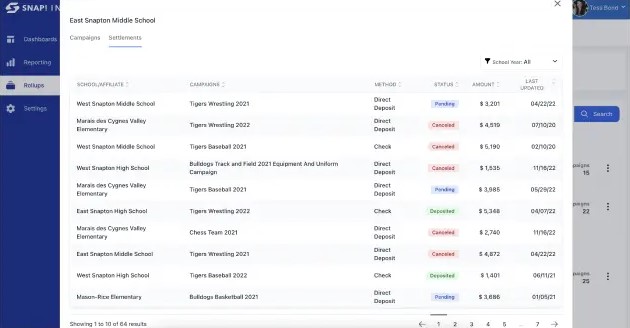 SNAP! IN
Tess Bennt
Dashboards
Reporting
Rollups
Settings
East Snapton Middle School
Campaigns Settlements
School Year: All
SCHOOL/AFFILIATE CAMPAIGNS METHOD STATUS AMOUNT LAST UPDATED:
West Snapton Middle School Tigers Wrestling 2021 Direct Deposit Pending $ 3,201 04/22/22
Marais des Cygnes Valley Elementary Tigers Wrestling 2022 Direct Deposit Canceled $ 4,519 07/10/20
West Snapton Middle School Tigers Baseball 2021 Check Canceled $ 5,190 02/10/20
West Snapton High School Bulldogs Track and Field 2021 Equipment And Uniform Campaign Direct Deposit Canceled $ 1,535 11/16/22
Marais des Cygnes Valley Elementary Tigers Baseball 2021 Direct Deposit Pending $ 3,985 05/29/22
East Snapton High School Tigers Wrestling 2022 Check Deposited $ 5,348 04/07/22
Marais des Cygnes Valley Elementary Chess Team 2021 Direct Deposit Canceled $ 2,740 11/16/22
East Snapton Middle School Tigers Wrestling 2021 Direct Deposit Canceled $ 4,672 04/22/22
West Snapton High School Tigers Baseball 2022 Check Deposited $ 1,401 06/11/21
Mason-Rice Elementary Bulldogs Basketball 2021 Direct Deposit Pending $ 3,686 01/05/21
Showing 1 to 10 of 64 results
1 2 3 4 5 ... 7
Search
paigns
15
paigns
22
paigns
25